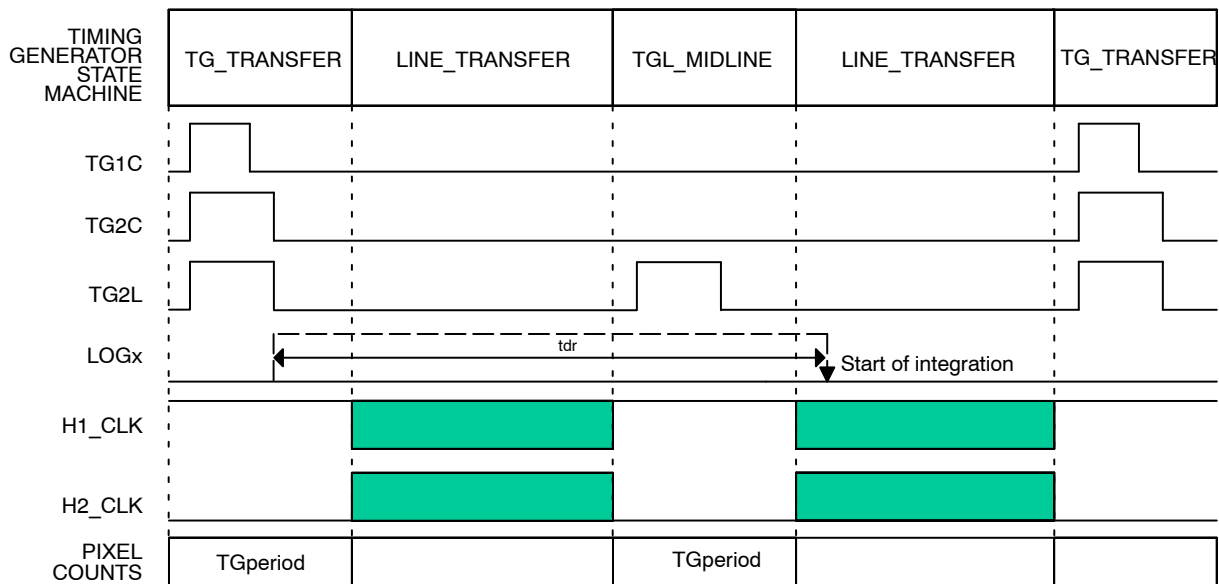 TIMING
GENERATOR
STATE
MACHINE
TG_TRANSFER
LINE_TRANSFER
TGL_MIDLINE
LINE_TRANSFER
TG_TRANSFER
TG1C
TG2C
TG2L
LOGx
tdr
Start of integration
H1_CLK
H2_CLK
PIXEL
COUNTS
TGperiod
TGperiod